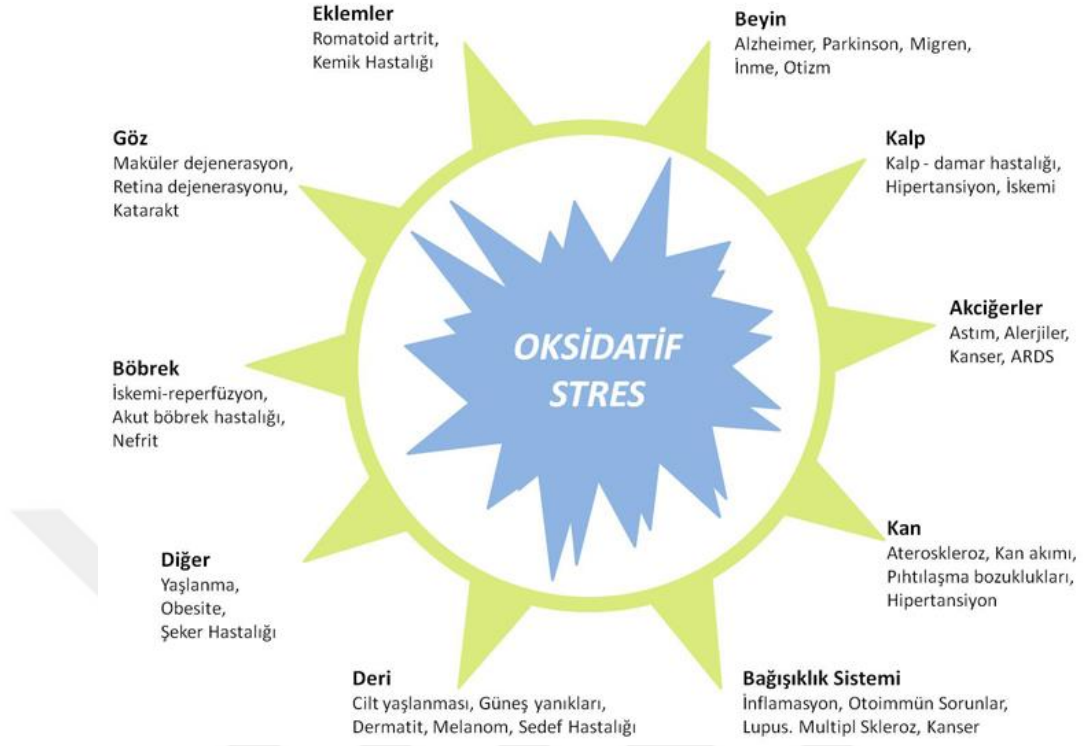 Eklemler
Romatoid artrit,
Kemik Hastalığı
Beyin
Alzheimer, Parkinson, Migren,
İnme, Otizm
Göz
Maküler dejenerasyon,
Retina dejenerasyonu,
Katarakt
Kalp
Kalp - damar hastalığı,
Hipertansiyon, İskemi
Akciğerler
Astım, Alerjiler,
Kanser, ARDS
OKSİDATİF
STRES
Böbrek
İskemi-reperfüzyon,
Akut böbrek hastalığı,
Nefrit
Kan
Ateroskleroz, Kan akımı,
Pıhtılaşma bozuklukları,
Hipertansiyon
Diğer
Yaşlanma,
Obesite,
Şeker Hastalığı
Deri
Cilt yaşlanması, Güneş yanıkları,
Dermatit, Melanom, Sedef Hastalığı
Bağışıklık Sistemi
İnflamasyon, Otoimmün Sorunlar,
Lupus. Multipl Skleroz, Kanser